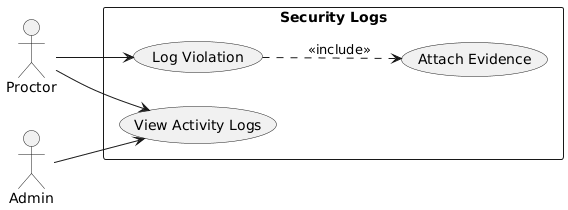 Security Logs
Proctor
Log Violation
«include»
Attach Evidence
View Activity Logs
Admin